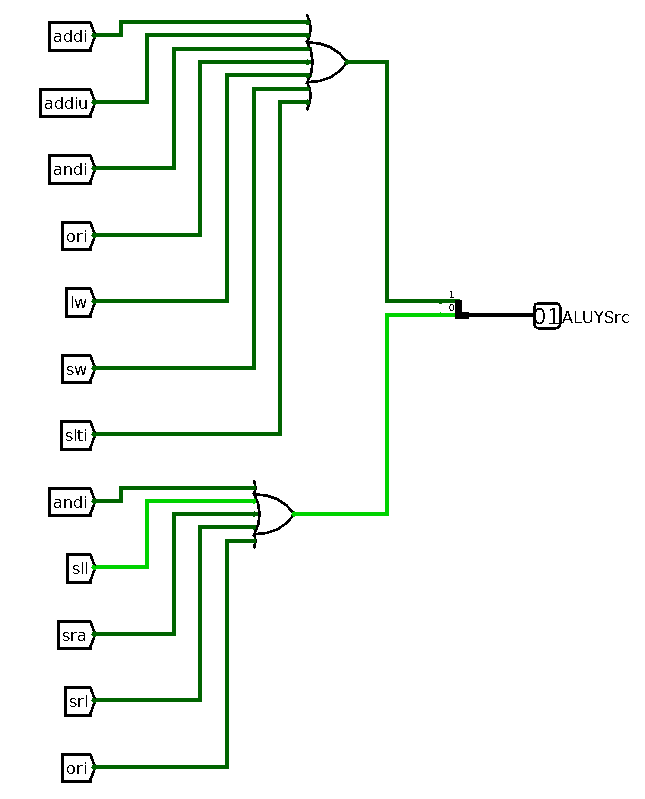 addi
addiu
andi
ori
lw
sw
slti
1
0
01 ALUYSrc
andi
sll
sra
srl
ori